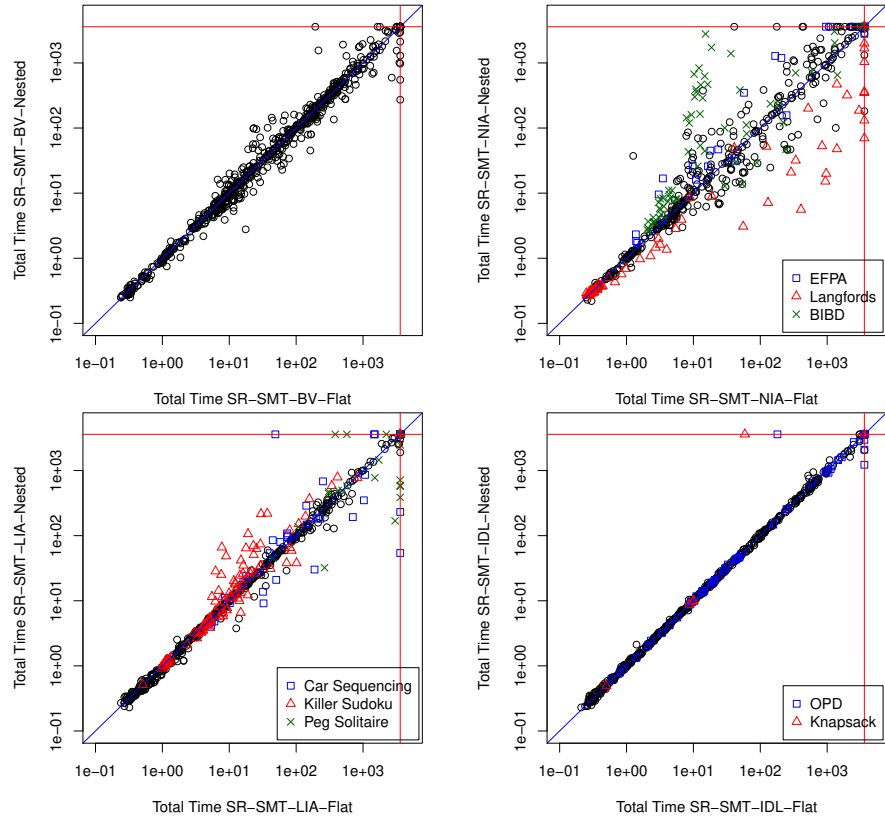 Total Time SR−SMT−BV−Nested
1e+03
1e+02
1e+01
1e+00
1e−01
1e−01 1e+00 1e+01 1e+02 1e+03
Total Time SR−SMT−BV−Flat
Total Time SR−SMT−NIA−Nested
1e+03
1e+02
1e+01
1e+00
1e−01
EFPA
Langfords
BIBD
1e−01 1e+00 1e+01 1e+02 1e+03
Total Time SR−SMT−NIA−Flat
Total Time SR−SMT−LIA−Nested
1e+03
1e+02
1e+01
1e+00
1e−01
Car Sequencing
Killer Sudoku
Peg Solitaire
1e−01 1e+00 1e+01 1e+02 1e+03
Total Time SR−SMT−LIA−Flat
Total Time SR−SMT−IDL−Nested
1e+03
1e+02
1e+01
1e+00
1e−01
OPD
Knapsack
1e−01 1e+00 1e+01 1e+02 1e+03
Total Time SR−SMT−IDL−Flat